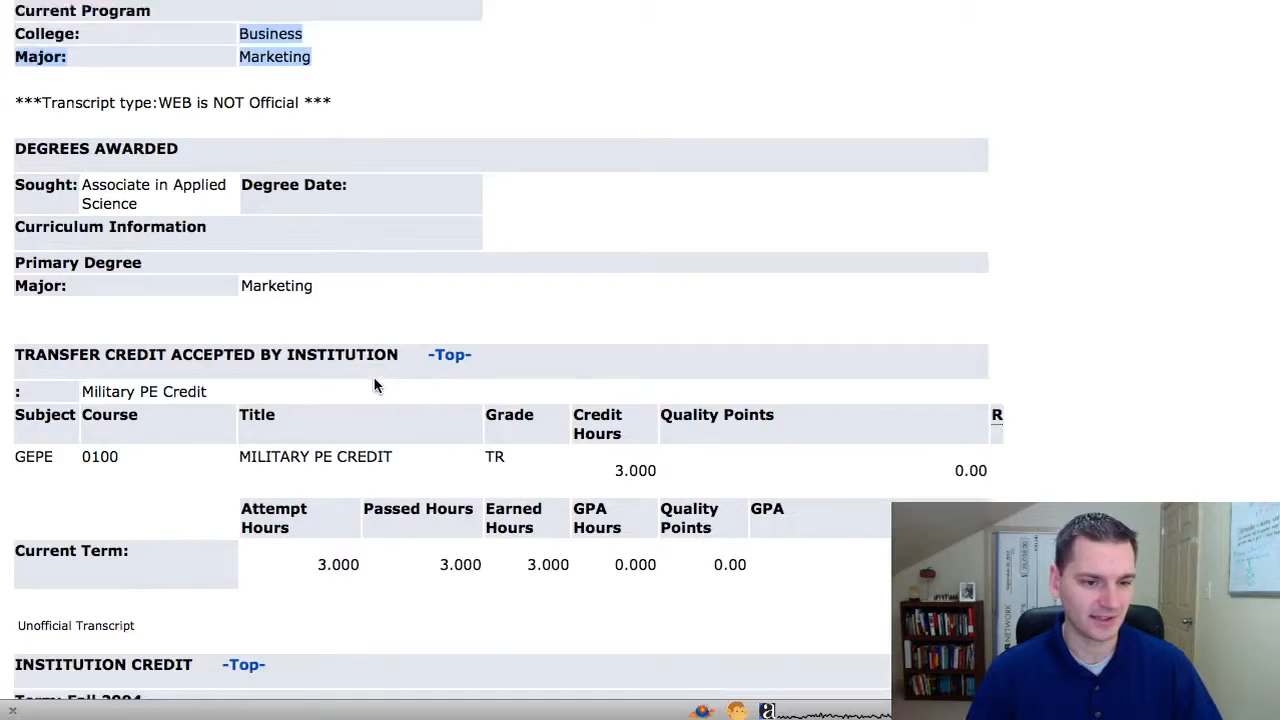 Current Program
College: Business
Major: Marketing
***Transcript type:WEB is NOT Official ***
DEGREES AWARDED
Sought: Associate in Applied Science Degree Date:
Curriculum Information
Primary Degree
Major: Marketing
TRANSFER CREDIT ACCEPTED BY INSTITUTION -Top-
: Military PE Credit
Subject Course Title Grade Credit Hours Quality Points R
GEPE 0100 MILITARY PE CREDIT TR 3.000 0.00
Attempt Hours Passed Hours Earned Hours GPA Hours Quality Points GPA
Current Term: 3.000 3.000 3.000 0.000 0.00
Unofficial Transcript
INSTITUTION CREDIT -Top-
Term: Fall 2004
NETWORK